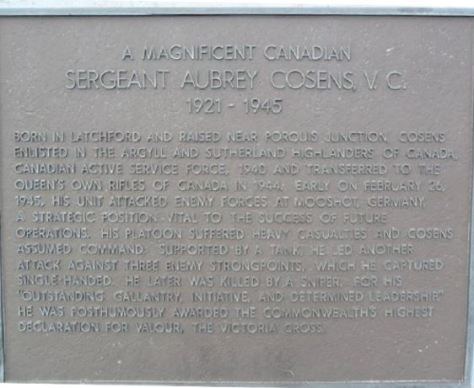 A MAGNIFICENT CANADIAN
SERGEANT AUBREY COSENS, V. C.
1921 - 1945
BORN IN LATCHFORD AND RAISED NEAR PORQUIS JUNCTION, COSENS
ENLISTED IN THE ARGYLL AND SUTHERLAND HIGHLANDERS OF CANADA,
CANADIAN ACTIVE SERVICE FORCE, 1940 AND TRANSFERRED TO THE
QUEEN'S OWN RIFLES OF CANADA IN 1944. EARLY ON FEBRUARY 26,
1945, HIS UNIT ATTACKED ENEMY FORCES AT MOOSHOF, GERMANY,
A STRATEGIC POSITION VITAL TO THE SUCCESS OF FUTURE
OPERATIONS. HIS PLATOON SUFFERED HEAVY CASUALTIES AND COSENS
ASSUMED COMMAND. SUPPORTED BY A TANK, HE LED ANOTHER
ATTACK AGAINST THREE ENEMY STRONGPOINTS, WHICH HE CAPTURED
SINGLE-HANDED. HE LATER WAS KILLED BY A SNIPER. FOR HIS
"OUTSTANDING GALLANTRY, INITIATIVE, AND DETERMINED LEADERSHIP"
HE WAS POSTHUMOUSLY AWARDED THE COMMONWEALTH'S HIGHEST
DECLARATION FOR VALOUR, THE VICTORIA CROSS.